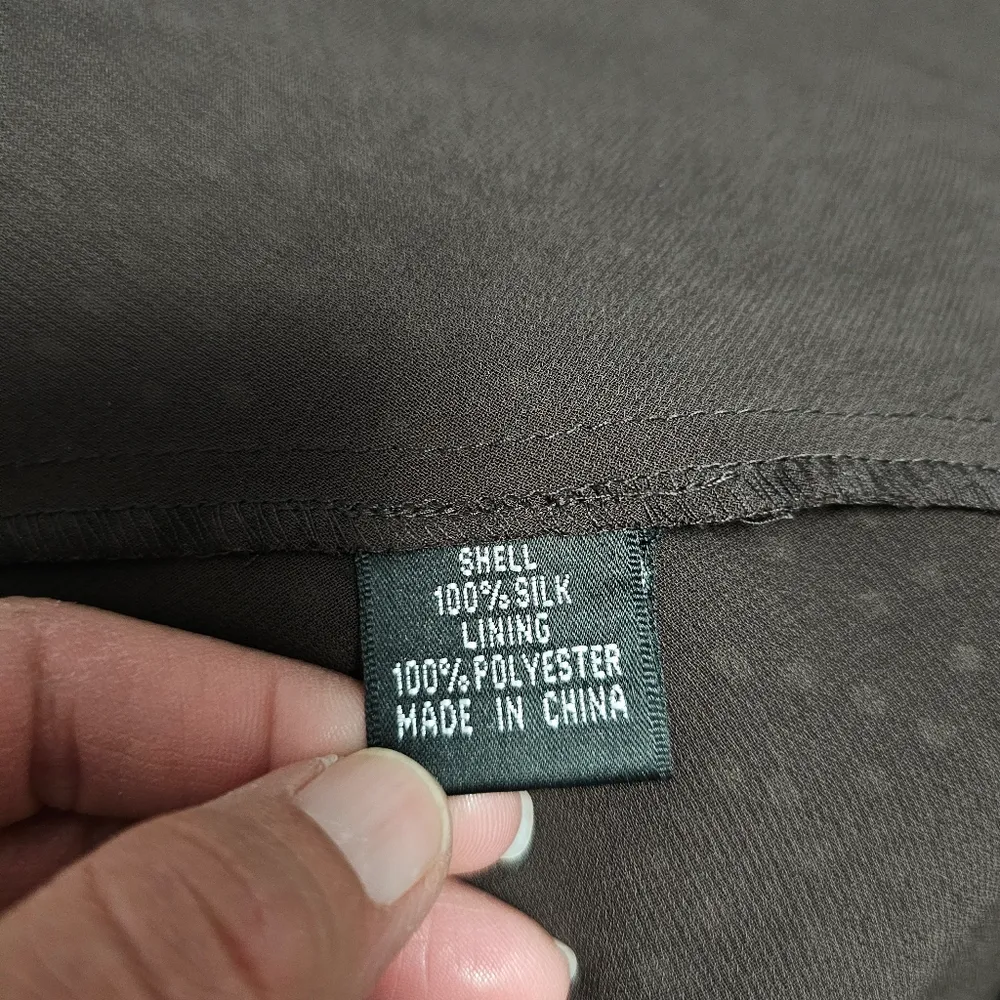 SHELL
100%SILK
LINING
100%POLYESTER
MADE IN CHINA